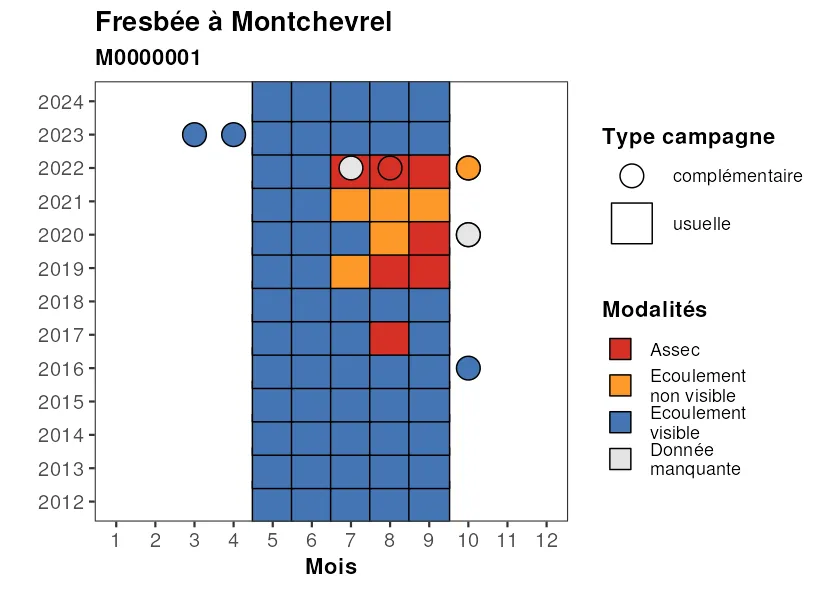 Fresbée à Montchevrel
M0000001
2024
2023
2022
2021
2020
2019
2018
2017
2016
2015
2014
2013
2012
1 2 3 4 5 6 7 8 9 10 11 12
Mois
Type campagne
complémentaire
usuelle
Modalités
Assec
Ecoulement
non visible
Ecoulement
visible
Donnée
manquante